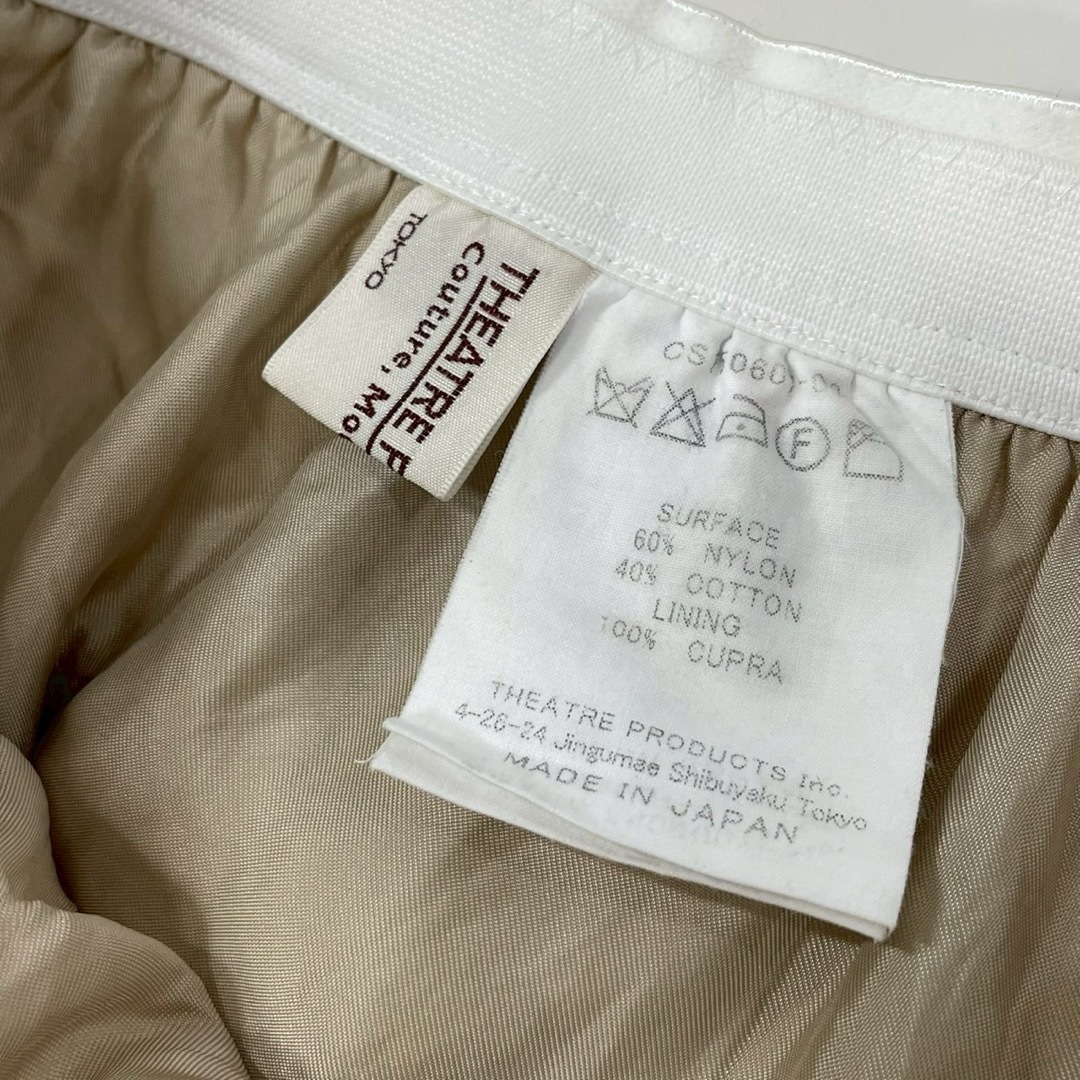 TOKYO
THEATRE P
Couture, Mo
F
SURFACE
60% NYLON
40% COTTON
LINING
100% CUPRA
THEATRE PRODUCTS Inc.
4-26-24 Jingumae Shibuyaku Tokyo
MADE IN JAPAN